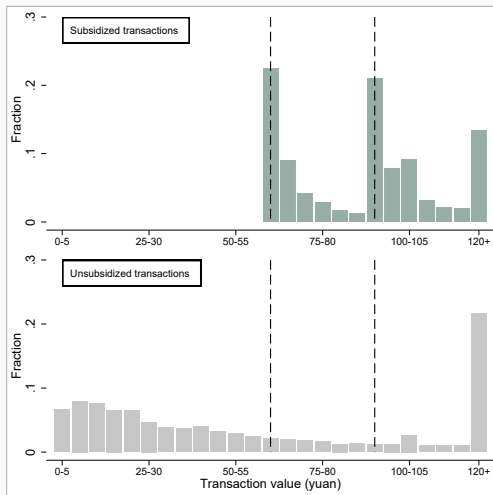 Subsidized transactions
Fraction
.3
.2
.1
0
0-5 25-30 50-55 75-80 100-105 120+
Unsubsidized transactions
Fraction
.3
.2
.1
0
0-5 25-30 50-55 75-80 100-105 120+
Transaction value (yuan)